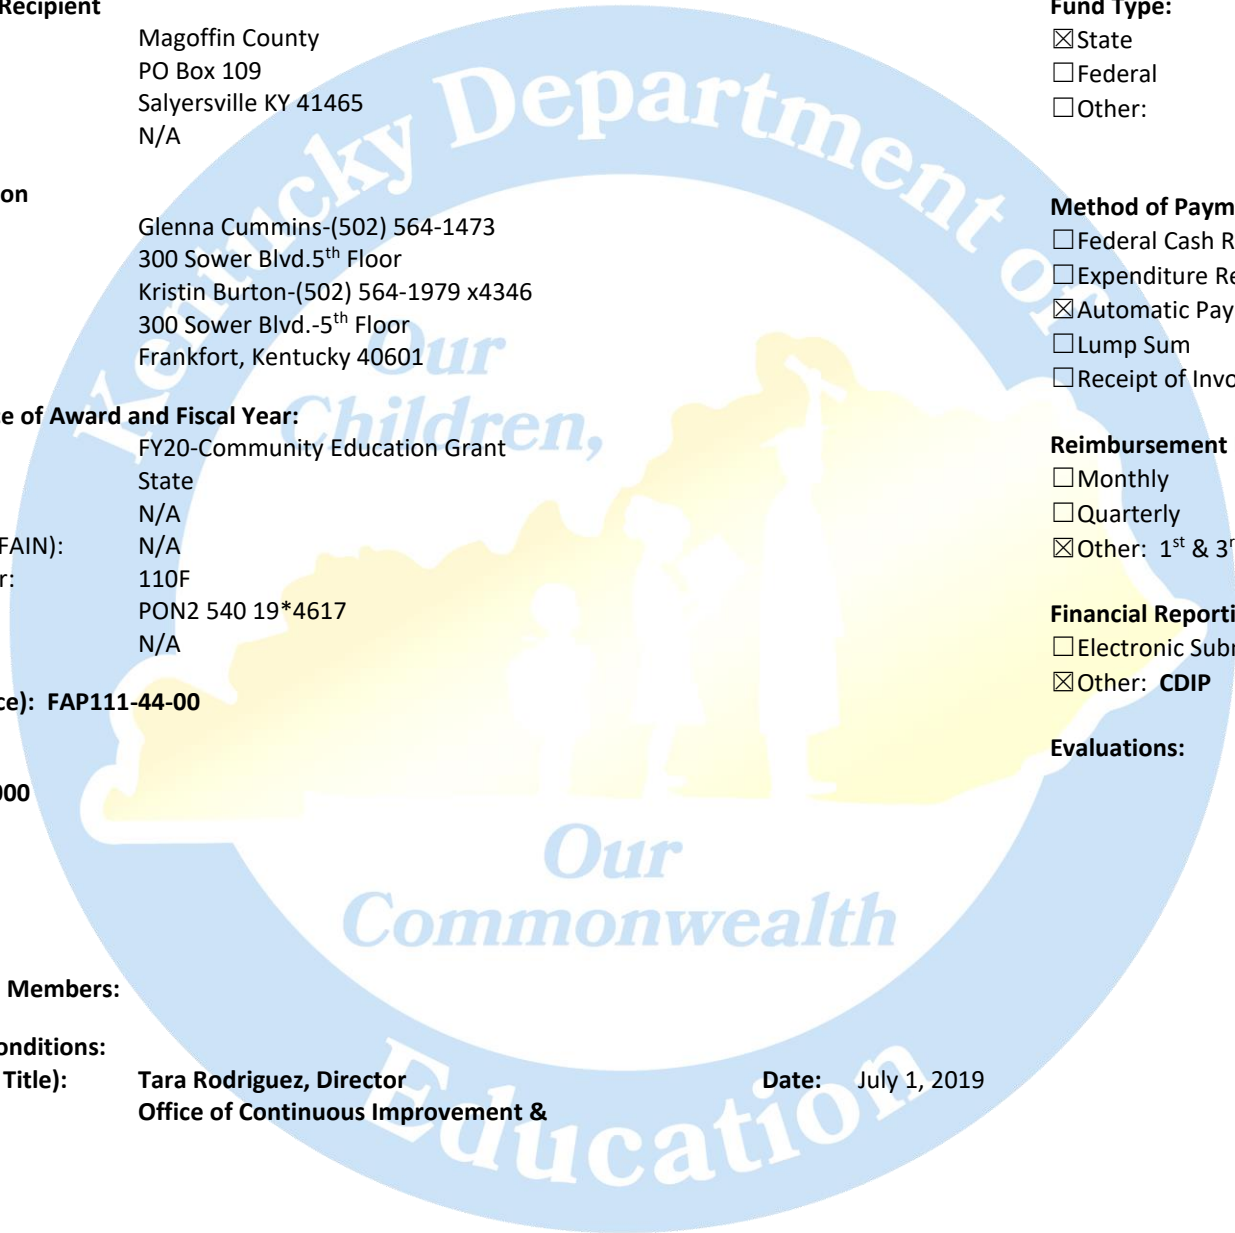 Recipient
Magoffin County
PO Box 109
Salyersville KY 41465
N/A
on
Glenna Cummins-(502) 564-1473
300 Sower Blvd.5th Floor
Kristin Burton-(502) 564-1979 x4346
300 Sower Blvd.-5th Floor
Frankfort, Kentucky 40601
ce of Award and Fiscal Year:
FY20-Community Education Grant
State
N/A
FAIN): N/A
r: 110F
PON2 540 19*4617
N/A
ce): FAP111-44-00
000
Members:
onditions:
Title): Tara Rodriguez, Director Date: July 1, 2019
Office of Continuous Improvement &
Fund Type:
☒State
☐Federal
☐Other:
Method of Paym
☐Federal Cash R
☐Expenditure Re
☒Automatic Pay
☐Lump Sum
☐Receipt of Invo
Reimbursement
☐Monthly
☐Quarterly
☒Other: 1st & 3r
Financial Reporti
☐Electronic Subr
☒Other: CDIP
Evaluations:
Kentucky Department of
Education
Our
Children,
Our
Commonwealth